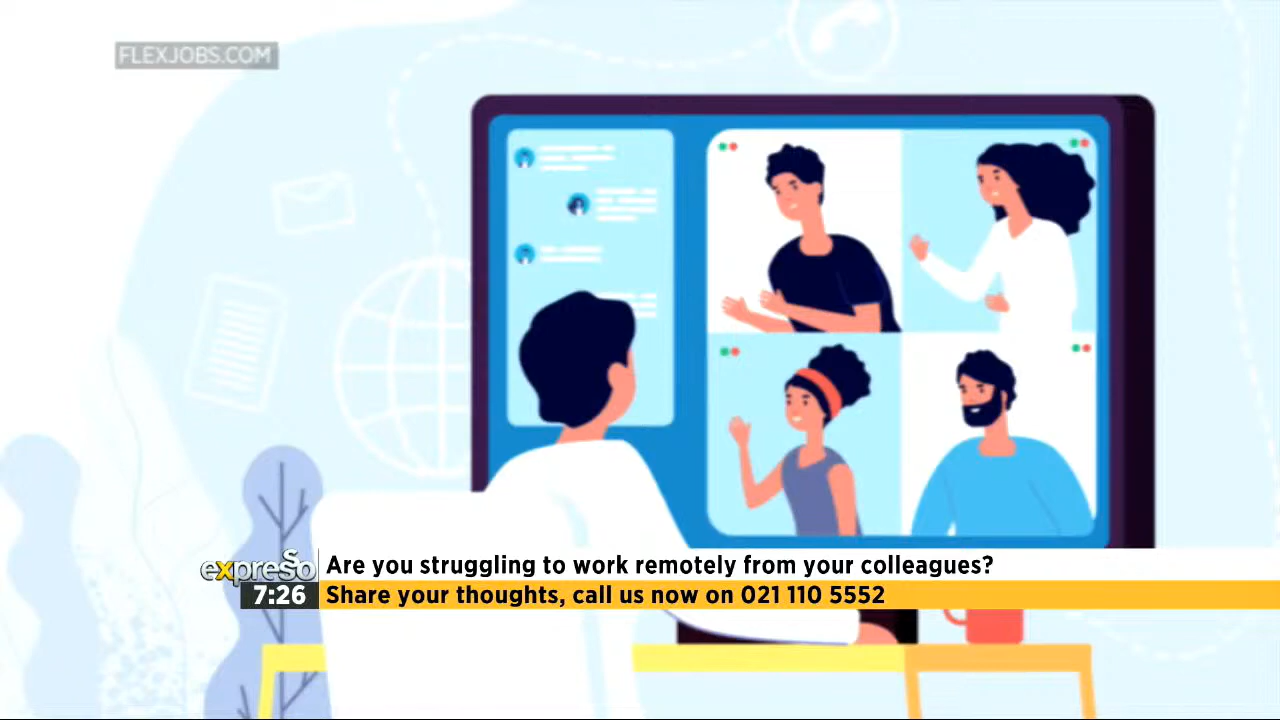 FLEXJOBS.COM
expresso
Are you struggling to work remotely from your colleagues?
7:26
Share your thoughts, call us now on 021 110 5552